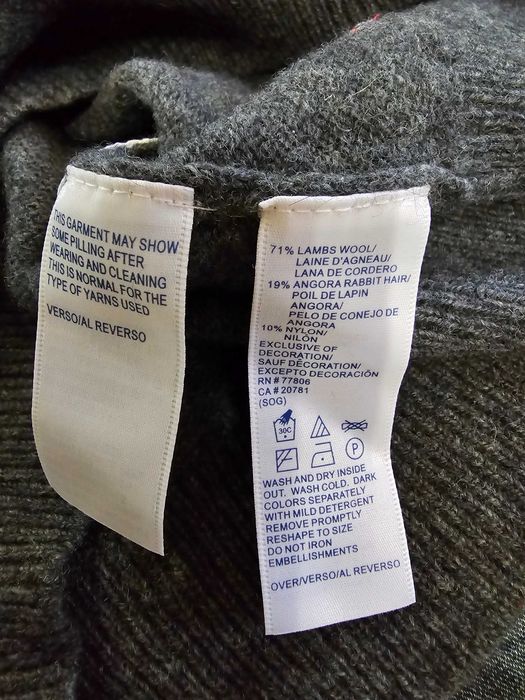 THIS GARMENT MAY SHOW
SOME PILLING AFTER
WEARING AND CLEANING
THIS IS NORMAL FOR THE
TYPE OF YARNS USED
VERSO/AL REVERSO
71% LAMBS WOOL/
LAINE D'AGNEAU/
LANA DE CORDERO
19% ANGORA RABBIT HAIR/
POIL DE LAPIN
ANGORA/
PELO DE CONEJO DE
ANGORA
10% NYLON/
NILÓN
EXCLUSIVE OF
DECORATION/
SAUF DÉCORATION/
EXCEPTO DECORACIÓN
RN # 77806
CA # 20781
(SOG)
30C
P
WASH AND DRY INSIDE
OUT. WASH COLD. DARK
COLORS SEPARATELY
WITH MILD DETERGENT
REMOVE PROMPTLY
RESHAPE TO SIZE
DO NOT IRON
EMBELLISHMENTS
OVER/VERSO/AL REVERSO